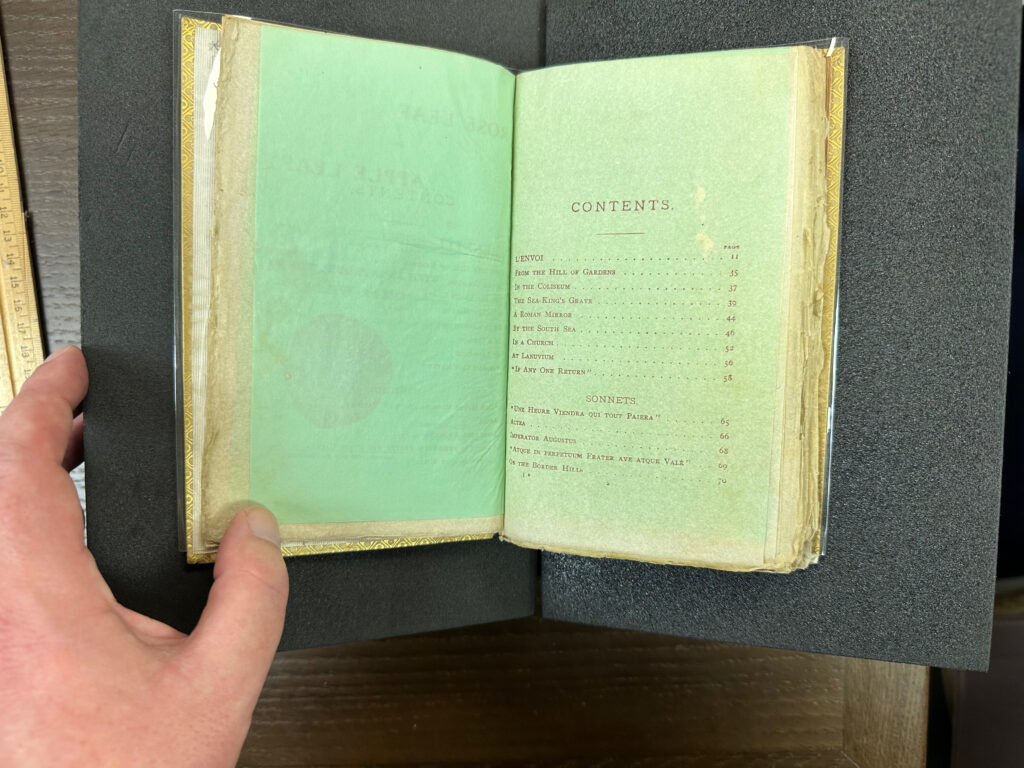 CONTENTS.
PAGE
L'ENVOI 11
FROM THE HILL OF GARDENS 35
IN THE COLISEUM 37
THE SEA-KING'S GRAVE 39
A ROMAN MIRROR 44
BY THE SOUTH SEA 46
IN A CHURCH 52
AT LANUVIUM 56
"IF ANY ONE RETURN" 58
SONNETS.
"UNE HEURE VIENDRA QUI TOUT PAIERA" 65
ACTEA 66
IMPERATOR AUGUSTUS 68
"ATQUE IN PERPETUUM FRATER AVE ATQUE VALE" 69
ON THE BORDER HILLS 70
1*